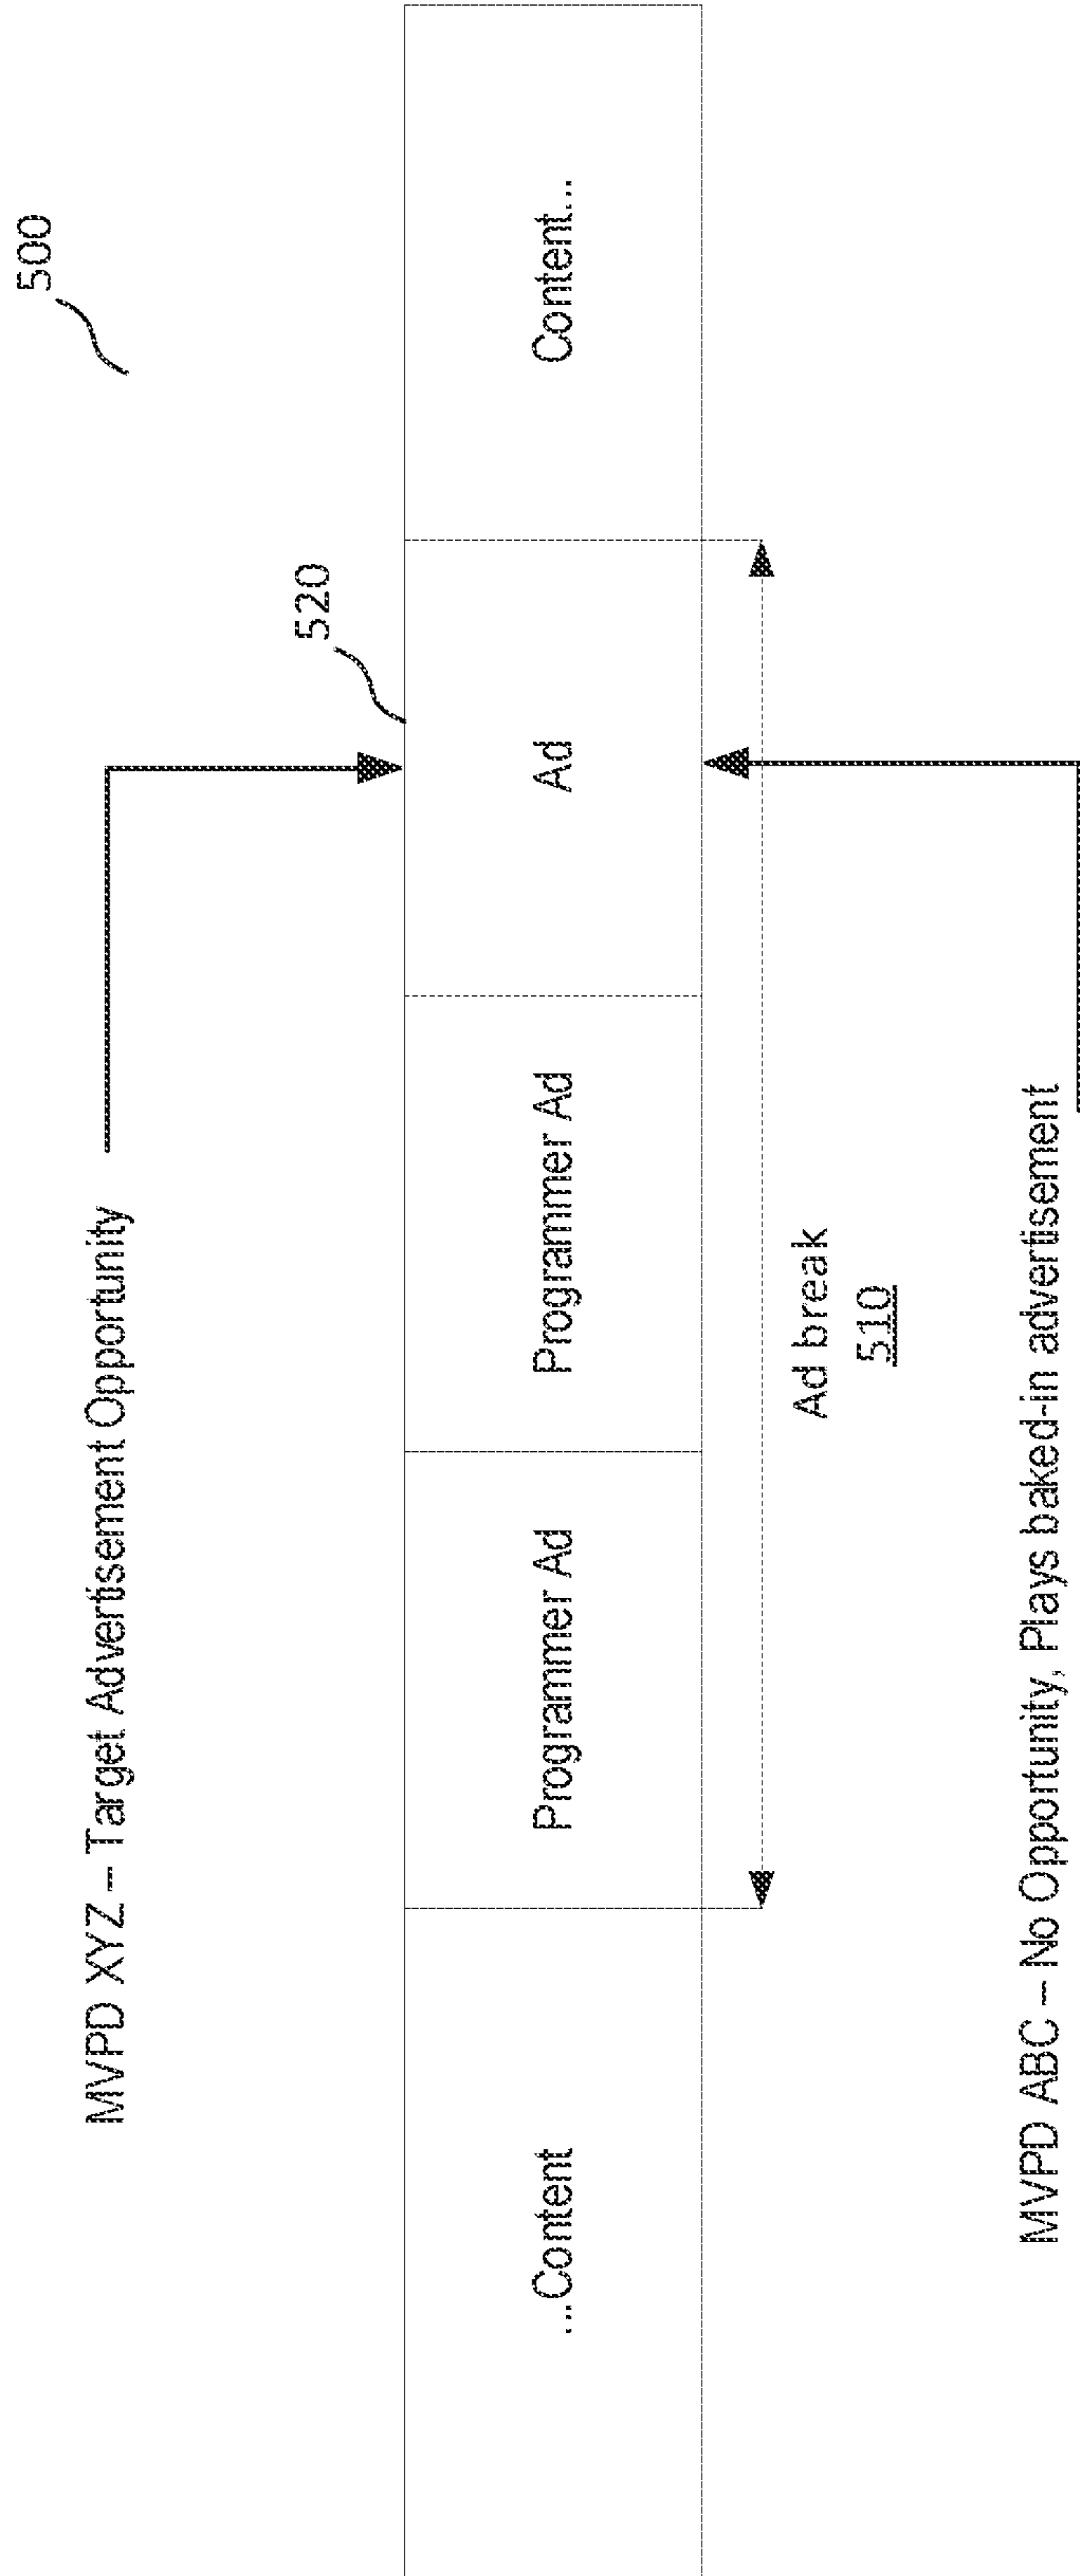 500
MVPD XYZ – Target Advertisement Opportunity
520
...Content
Programmer Ad
Programmer Ad
Ad
Content...
Ad break
510
MVPD ABC – No Opportunity, Plays baked-in advertisement